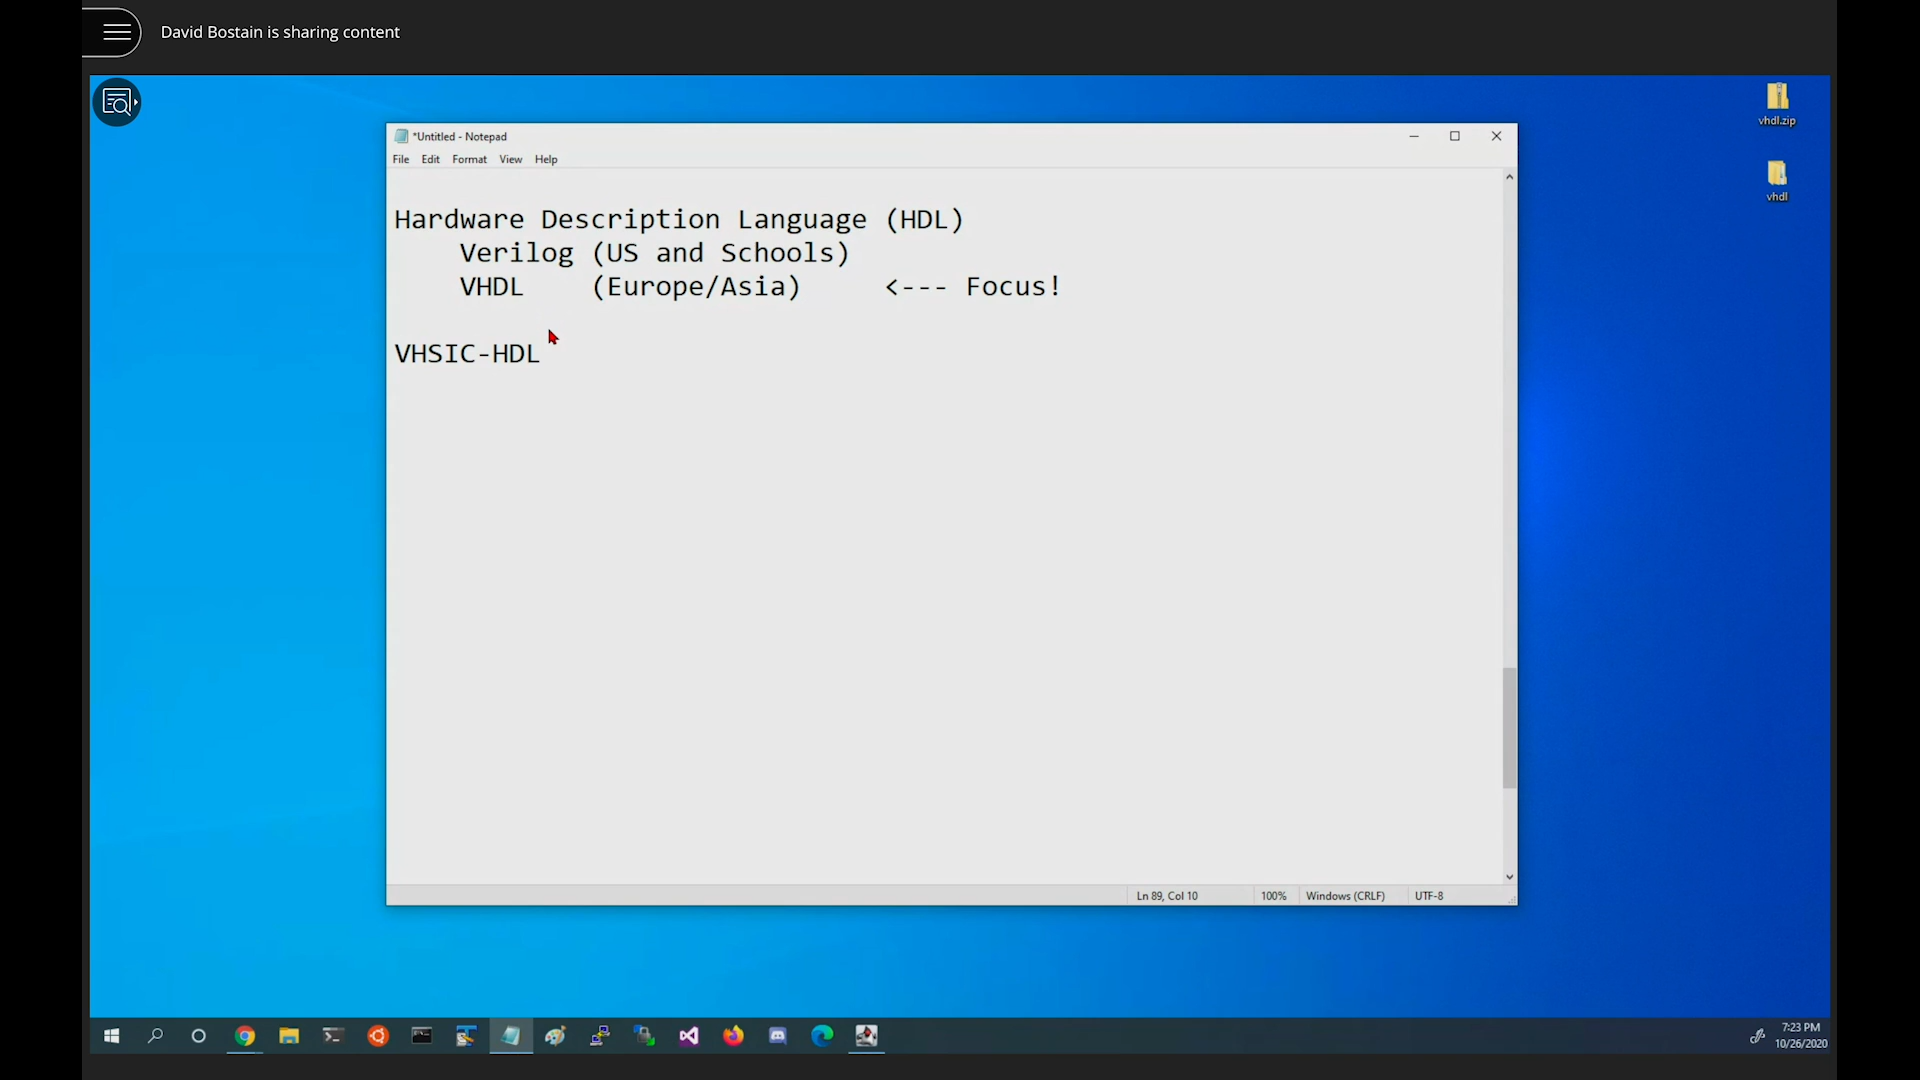 David Bostain is sharing content
vhdl.zip
vhdl
*Untitled - Notepad
File Edit Format View Help
Hardware Description Language (HDL)
Verilog (US and Schools)
VHDL (Europe/Asia) <--- Focus!
VHSIC-HDL
Ln 89, Col 10 100% Windows (CRLF) UTF-8
7:23 PM
10/26/2020